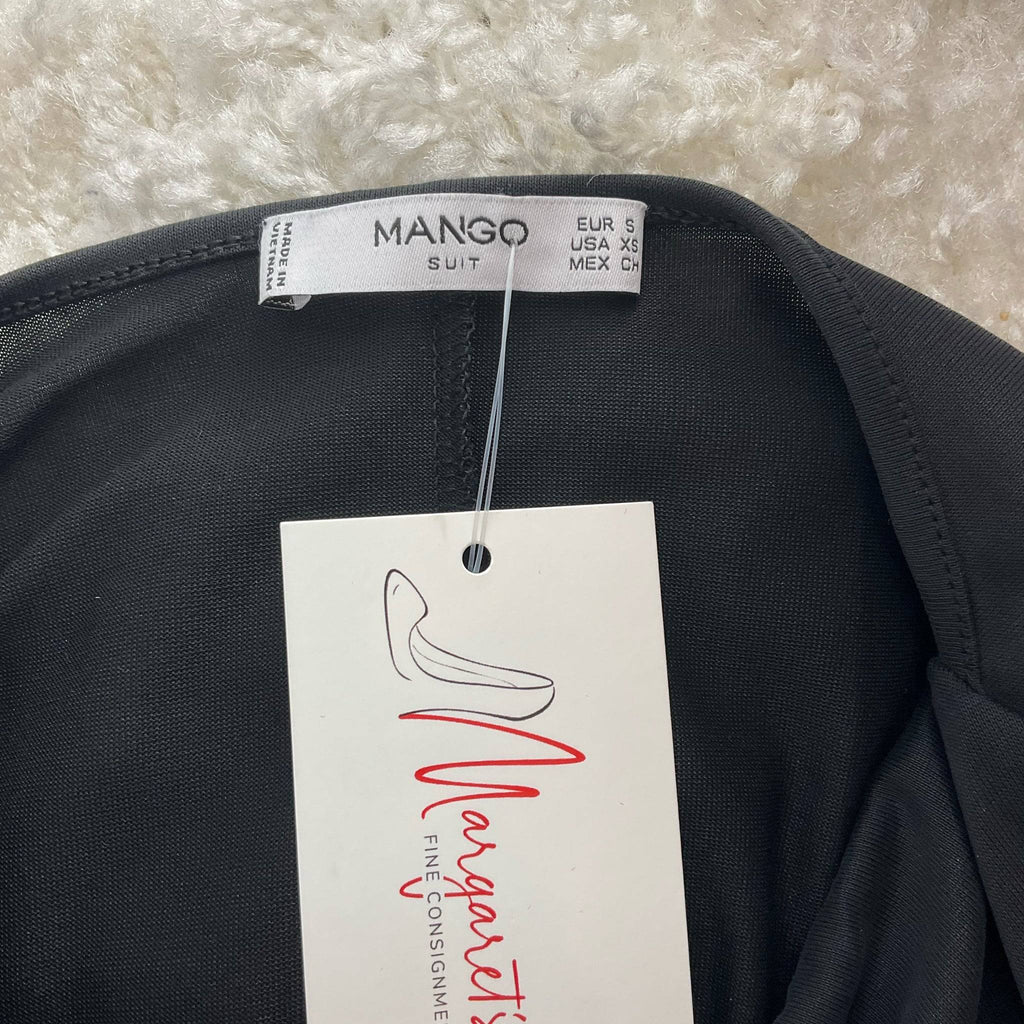 MADE IN
VIETNAM
MANGO
SUIT
EUR S
USA XS
MEX CH
Margaret's
FINE CONSIGNME